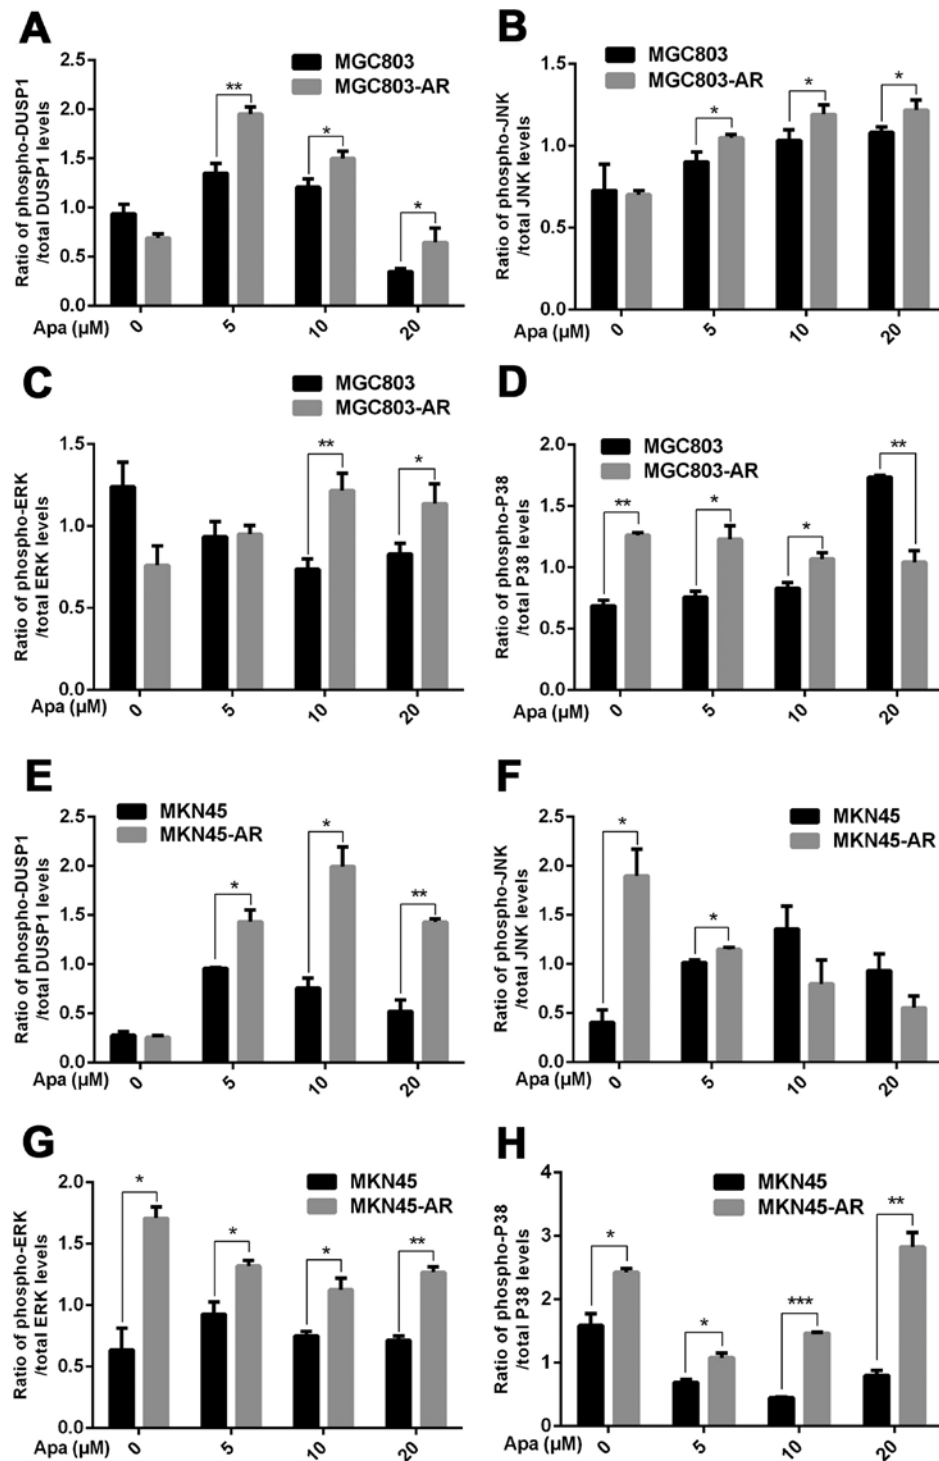 A
MGC803
MGC803-AR
Ratio of phospho-DUSP1
/total DUSP1 levels
2.5
2.0
1.5
1.0
0.5
0.0
**
*
*
Apa (µM)
0
5
10
20
B
MGC803
MGC803-AR
Ratio of phospho-JNK
/total JNK levels
1.5
1.0
0.5
0.0
*
*
*
Apa (µM)
0
5
10
20
C
MGC803
MGC803-AR
Ratio of phospho-ERK
/total ERK levels
1.5
1.0
0.5
0.0
**
*
Apa (µM)
0
5
10
20
D
MGC803
MGC803-AR
Ratio of phospho-P38
/total P38 levels
2.0
1.5
1.0
0.5
0.0
**
*
*
**
Apa (µM)
0
5
10
20
E
MKN45
MKN45-AR
Ratio of phospho-DUSP1
/total DUSP1 levels
2.5
2.0
1.5
1.0
0.5
0.0
*
*
**
Apa (µM)
0
5
10
20
F
MKN45
MKN45-AR
Ratio of phospho-JNK
/total JNK levels
2.5
2.0
1.5
1.0
0.5
0.0
*
*
Apa (µM)
0
5
10
20
G
MKN45
MKN45-AR
Ratio of phospho-ERK
/total ERK levels
2.0
1.5
1.0
0.5
0.0
*
*
*
**
Apa (µM)
0
5
10
20
H
MKN45
MKN45-AR
Ratio of phospho-P38
/total P38 levels
4
3
2
1
0
*
*
***
**
Apa (µM)
0
5
10
20